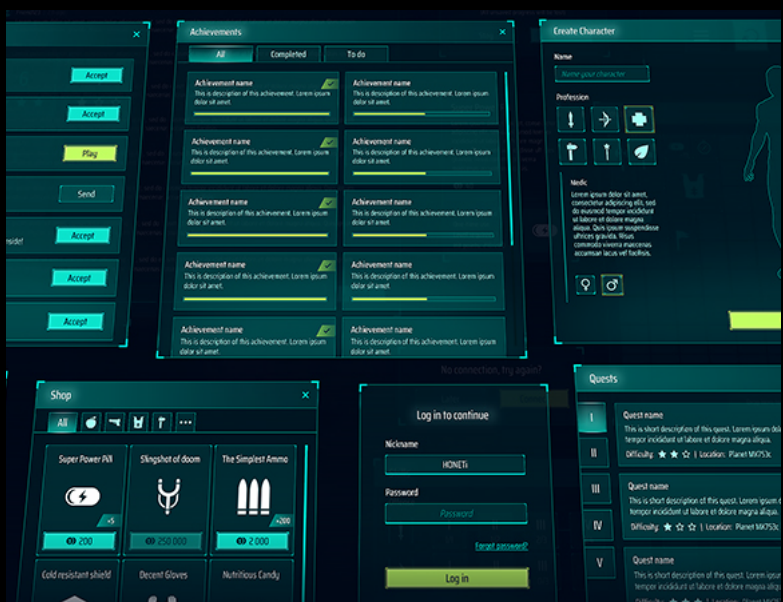 Accept
Accept
Play
Send
inside!
Accept
Accept
Accept
Achievements
All
Completed
To do
Achievement name
This is description of this achievement. Lorem ipsum
dolor sit amet.
Achievement name
This is description of this achievement. Lorem ipsum
dolor sit amet.
Achievement name
This is description of this achievement. Lorem ipsum
dolor sit amet.
Achievement name
This is description of this achievement. Lorem ipsum
dolor sit amet.
Achievement name
This is description of this achievement. Lorem ipsum
dolor sit amet.
Achievement name
This is description of this achievement. Lorem ipsum
dolor sit amet.
Achievement name
This is description of this achievement. Lorem ipsum
dolor sit amet.
Achievement name
This is description of this achievement. Lorem ipsum
dolor sit amet.
Achievement name
This is description of this achievement. Lorem ipsum
dolor sit amet.
Achievement name
This is description of this achievement. Lorem ipsum
dolor sit amet.
Create Character
Name
Name your character
Profession
Medic
Lorem ipsum dolor sit amet,
consectetur adipiscing elit, sed
do eiusmod tempor incididunt
ut labore et dolore magna
aliqua. Quis ipsum suspendisse
ultrices gravida. Risus
commodo viverra maecenas
accumsan lacus vel facilisis.
No connection, try again?
Shop
All
Super Power Pill
+5
200
Slingshot of doom
250 000
The Simplest Ammo
+200
2 000
Cold resistant shield
Decent Gloves
Nutritious Candy
Log in to continue
Nickname
HONETi
Password
Password
Forgot password?
Log in
Quests
I
II
III
IV
V
Quest name
This is short description of this quest. Lorem ipsum
tempor incididunt ut labore et dolore magna aliqua.
Difficulty: ★ ★ ☆ | Location: Planet MX753c
Quest name
This is short description of this quest. Lorem ipsum
tempor incididunt ut labore et dolore magna aliqua.
Difficulty: ★ ☆ ☆ | Location: Planet MX753c
Quest name
This is short description of this quest. Lorem ipsum
tempor incididunt ut labore et dolore magna